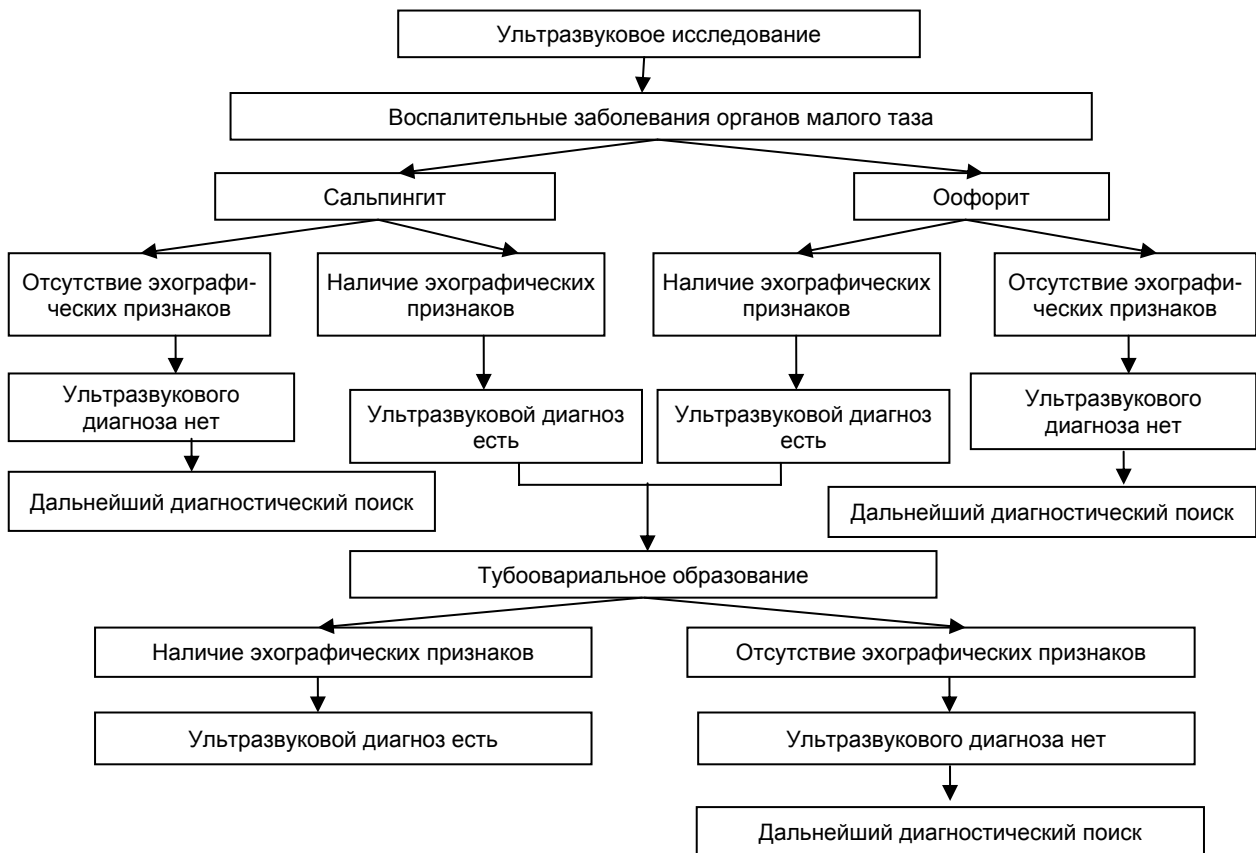 Ультразвуковое исследование
Воспалительные заболевания органов малого таза
Сальпингит
Оофорит
Отсутствие эхографи-
ческих признаков
Наличие эхографических
признаков
Наличие эхографических
признаков
Отсутствие эхографи-
ческих признаков
Ультразвукового
диагноза нет
Ультразвуковой диагноз
есть
Ультразвуковой диагноз
есть
Ультразвукового
диагноза нет
Дальнейший диагностический поиск
Дальнейший диагностический поиск
Тубоовариальное образование
Наличие эхографических признаков
Отсутствие эхографических признаков
Ультразвуковой диагноз есть
Ультразвукового диагноза нет
Дальнейший диагностический поиск